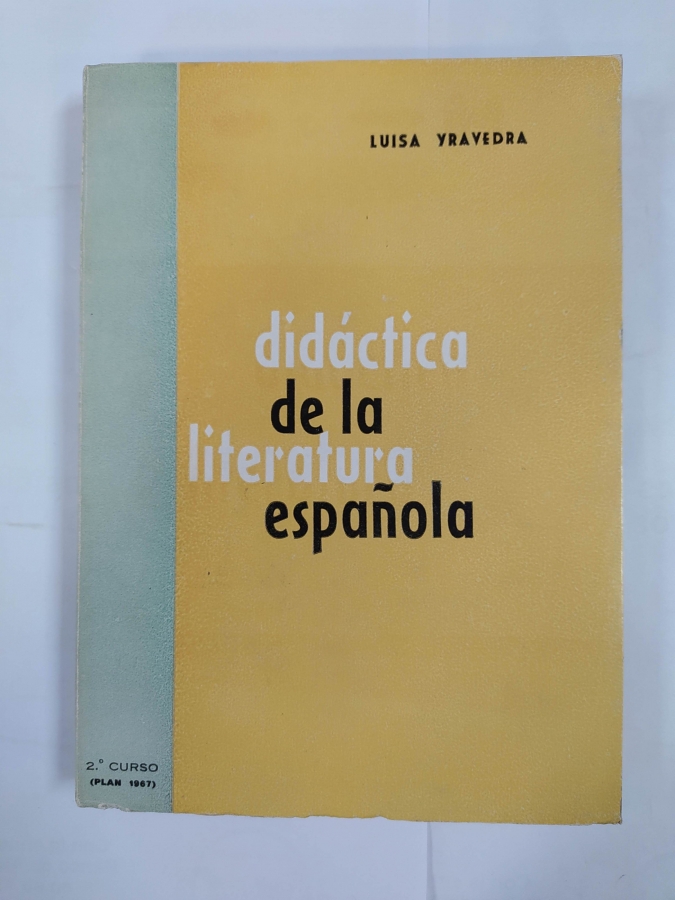 LUISA YRAVEDRA
didáctica
de la
literatura
española
2.º CURSO
(PLAN 1967)